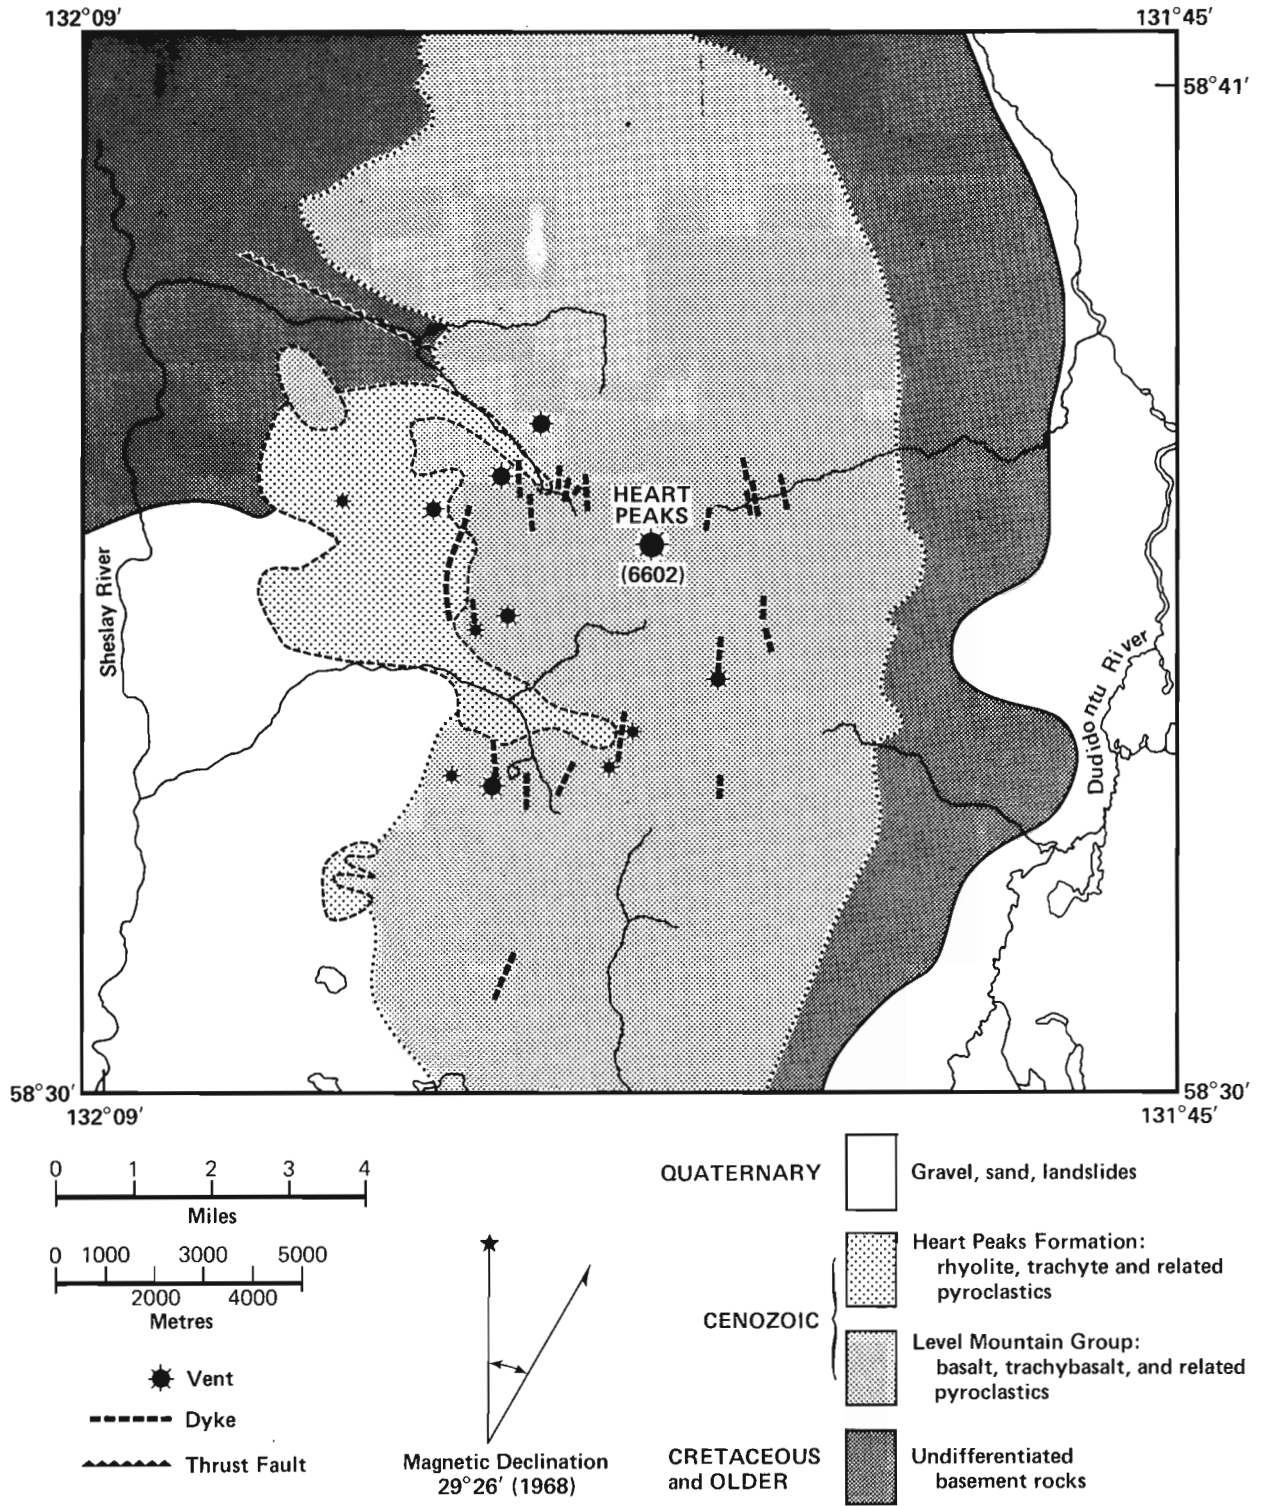 132°09′
131°45′
58°41′
HEART
PEAKS
(6602)
Sheslay River
Dudidontu River
58°30′
58°30′
132°09′
131°45′
0 1 2 3 4
Miles
0 1000 3000 5000
2000 4000
Metres
Vent
Dyke
Thrust Fault
Magnetic Declination
29°26′ (1968)
QUATERNARY
Gravel, sand, landslides
CENOZOIC
Heart Peaks Formation:
rhyolite, trachyte and related
pyroclastics
Level Mountain Group:
basalt, trachybasalt, and related
pyroclastics
CRETACEOUS
and OLDER
Undifferentiated
basement rocks